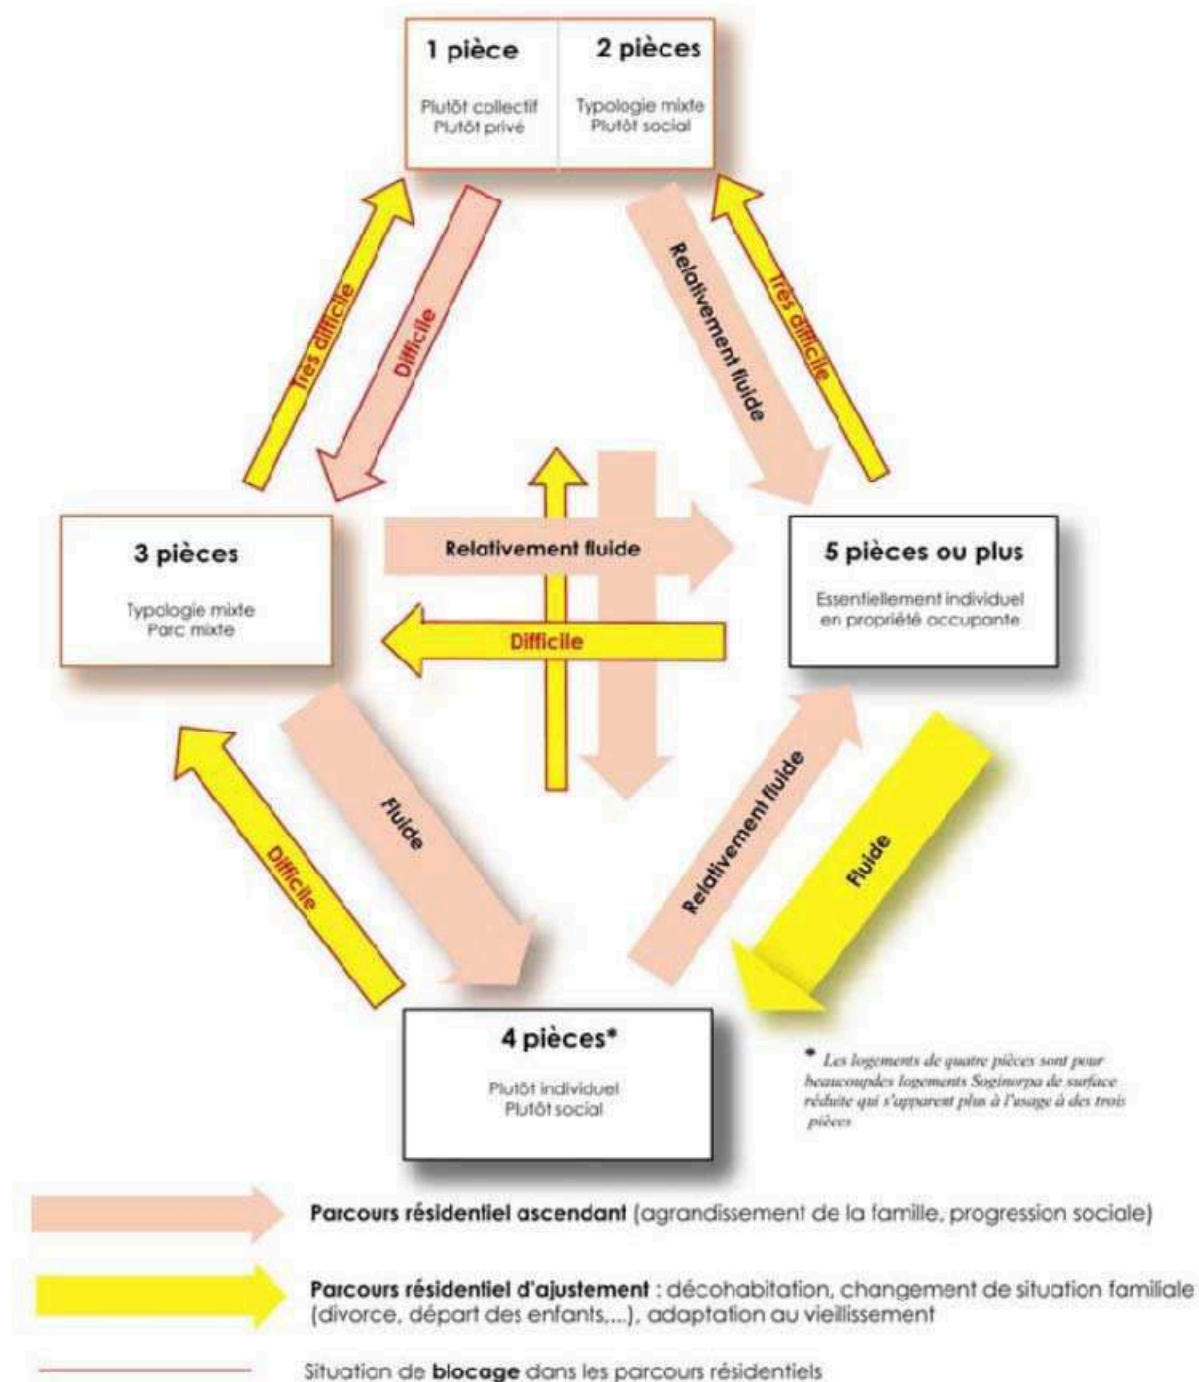 1 pièce
2 pièces
Plutôt collectif
Plutôt privé
Typologie mixte
Plutôt social
Très difficile
Difficile
Relativement fluide
Très difficile
3 pièces
Typologie mixte
Parc mixte
Relativement fluide
Difficile
5 pièces ou plus
Essentiellement individuel
en propriété occupante
Difficile
Fluide
Relativement fluide
Fluide
4 pièces*
Plutôt individuel
Plutôt social
* Les logements de quatre pièces sont pour
beaucoupdes logements Soginorpa de surface
réduite qui s'apparent plus à l'usage à des trois
pièces
Parcours résidentiel ascendant (agrandissement de la famille, progression sociale)
Parcours résidentiel d'ajustement : décohabitation, changement de situation familiale
(divorce, départ des enfants,...), adaptation au vieillissement
Situation de blocage dans les parcours résidentiels